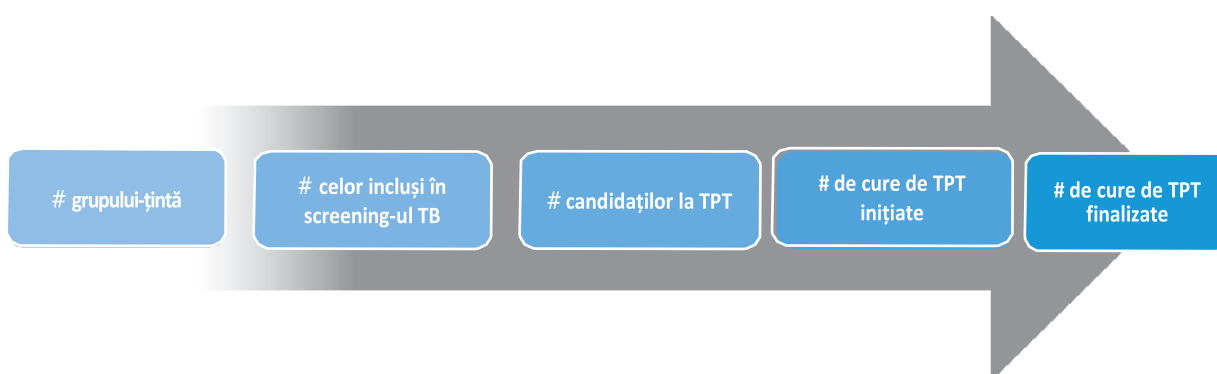 # grupului-țintă
# celor incluși în
screening-ul TB
# candidaților la TPT
# de cure de TPT
inițiate
# de cure de TPT
finalizate